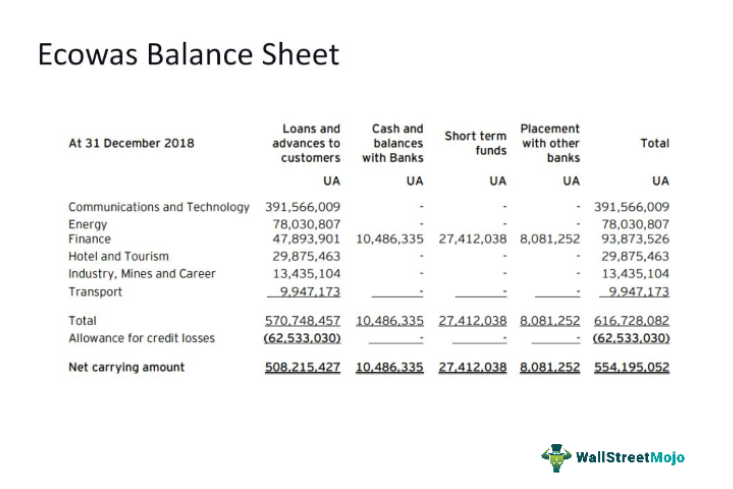 Ecowas Balance Sheet
Loans and Cash and Placement
At 31 December 2018 advances to balances Short term funds with other Total
customers with Banks banks
UA UA UA UA UA
Communications and Technology 391,566,009 - - - 391,566,009
Energy 78,030,807 - - - 78,030,807
Finance 47,893,901 10,486,335 27,412,038 8,081,252 93,873,526
Hotel and Tourism 29,875,463 - - - 29,875,463
Industry, Mines and Career 13,435,104 - - - 13,435,104
Transport 9,947,173 - - - 9,947,173
Total 570,748,457 10,486,335 27,412,038 8,081,252 616,728,082
Allowance for credit losses (62,533,030) - - - (62,533,030)
Net carrying amount 508,215,427 10,486,335 27,412,038 8,081,252 554,195,052
WallStreetMojo